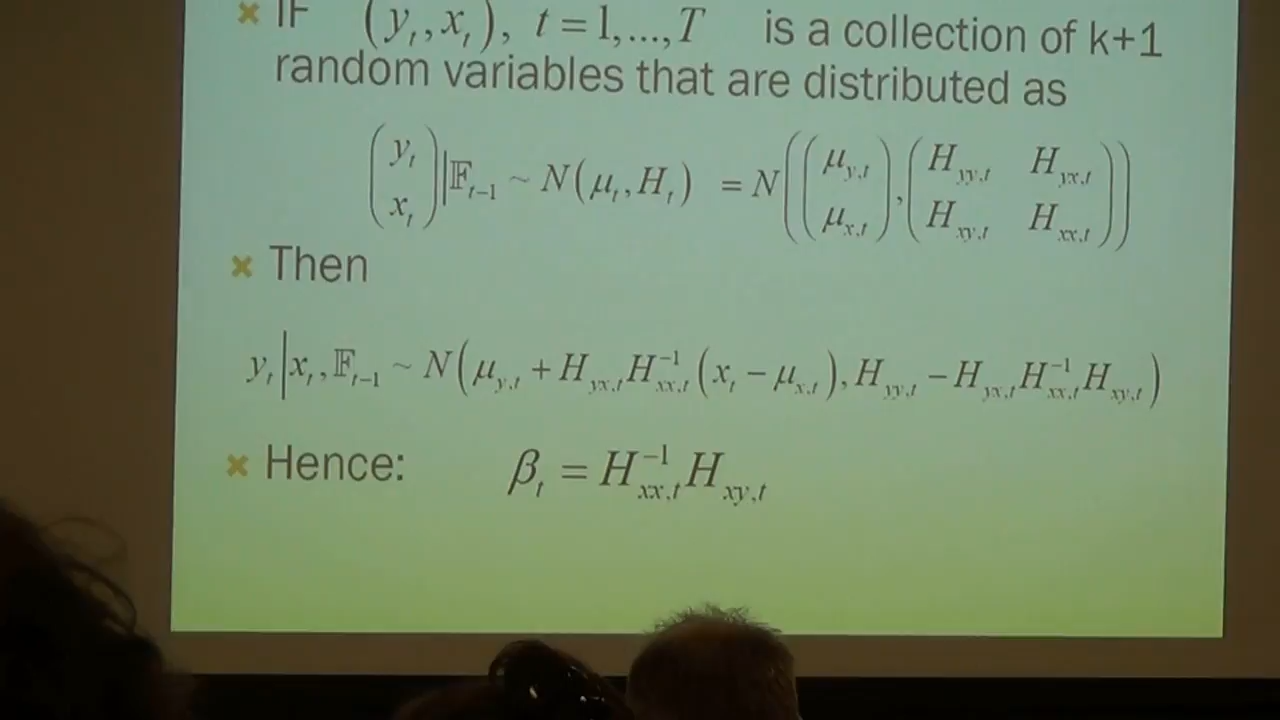 × IF (y_t, x_t), t = 1,...,T is a collection of k+1
random variables that are distributed as
(y_t x_t) | 𝔽_{t−1} ~ N(μ_t, H_t) = N((μ_{y,t} μ_{x,t}), (H_{yy,t} H_{yx,t} H_{xy,t} H_{xx,t}))
× Then
y_t | x_t, 𝔽_{t−1} ~ N(μ_{y,t} + H_{yx,t} H_{xx,t}^{−1} (x_t − μ_{x,t}), H_{yy,t} − H_{yx,t} H_{xx,t}^{−1} H_{xy,t})
× Hence: β_t = H_{xx,t}^{−1} H_{xy,t}